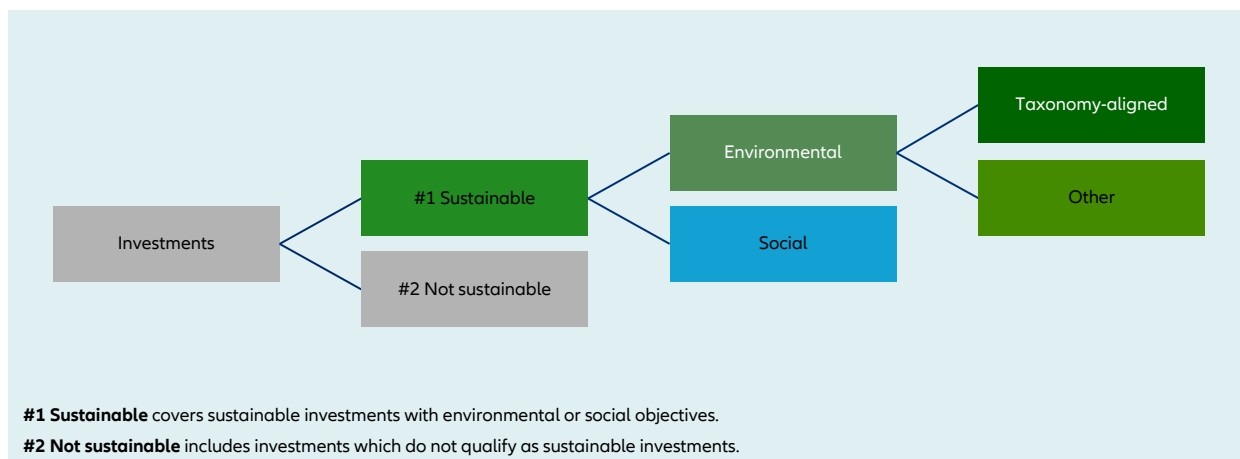 Taxonomy-aligned
Environmental
#1 Sustainable
Other
Investments
Social
#2 Not sustainable
#1 Sustainable covers sustainable investments with environmental or social objectives.
#2 Not sustainable includes investments which do not qualify as sustainable investments.